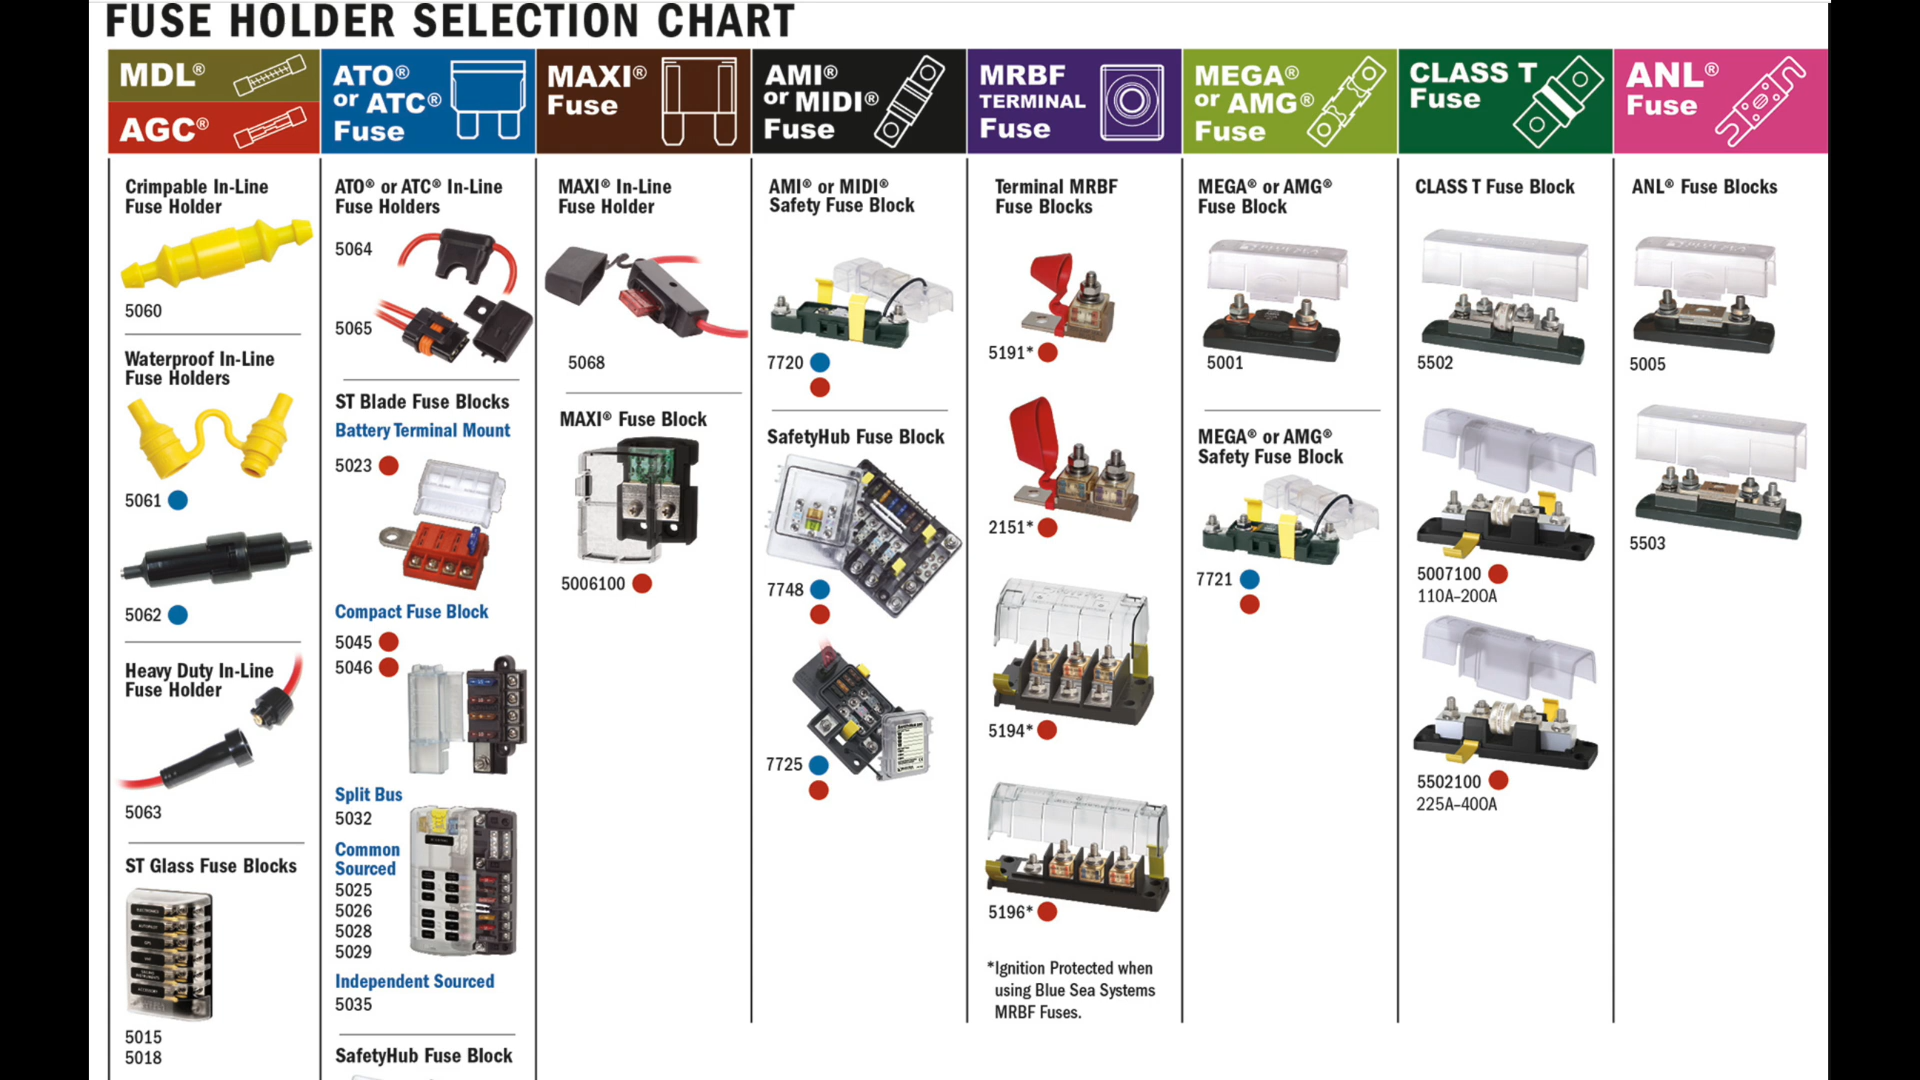 FUSE HOLDER SELECTION CHART
MDL®
AGC®
ATO®
or ATC®
Fuse
MAXI®
Fuse
AMI®
or MIDI®
Fuse
MRBF
TERMINAL
Fuse
MEGA®
or AMG®
Fuse
CLASS T
Fuse
ANL®
Fuse
Crimpable In-Line
Fuse Holder
5060
Waterproof In-Line
Fuse Holders
5061
5062
Heavy Duty In-Line
Fuse Holder
5063
ST Glass Fuse Blocks
5015
5018
ATO® or ATC® In-Line
Fuse Holders
5064
5065
ST Blade Fuse Blocks
Battery Terminal Mount
5023
Compact Fuse Block
5045
5046
Split Bus
5032
Common
Sourced
5025
5026
5028
5029
Independent Sourced
5035
SafetyHub Fuse Block
MAXI® In-Line
Fuse Holder
5068
MAXI® Fuse Block
5006100
AMI® or MIDI®
Safety Fuse Block
7720
SafetyHub Fuse Block
7748
7725
Terminal MRBF
Fuse Blocks
5191*
2151*
5194*
5196*
*Ignition Protected when
using Blue Sea Systems
MRBF Fuses.
MEGA® or AMG®
Fuse Block
5001
MEGA® or AMG®
Safety Fuse Block
7721
CLASS T Fuse Block
5502
5007100
110A-200A
5502100
225A-400A
ANL® Fuse Blocks
5005
5503